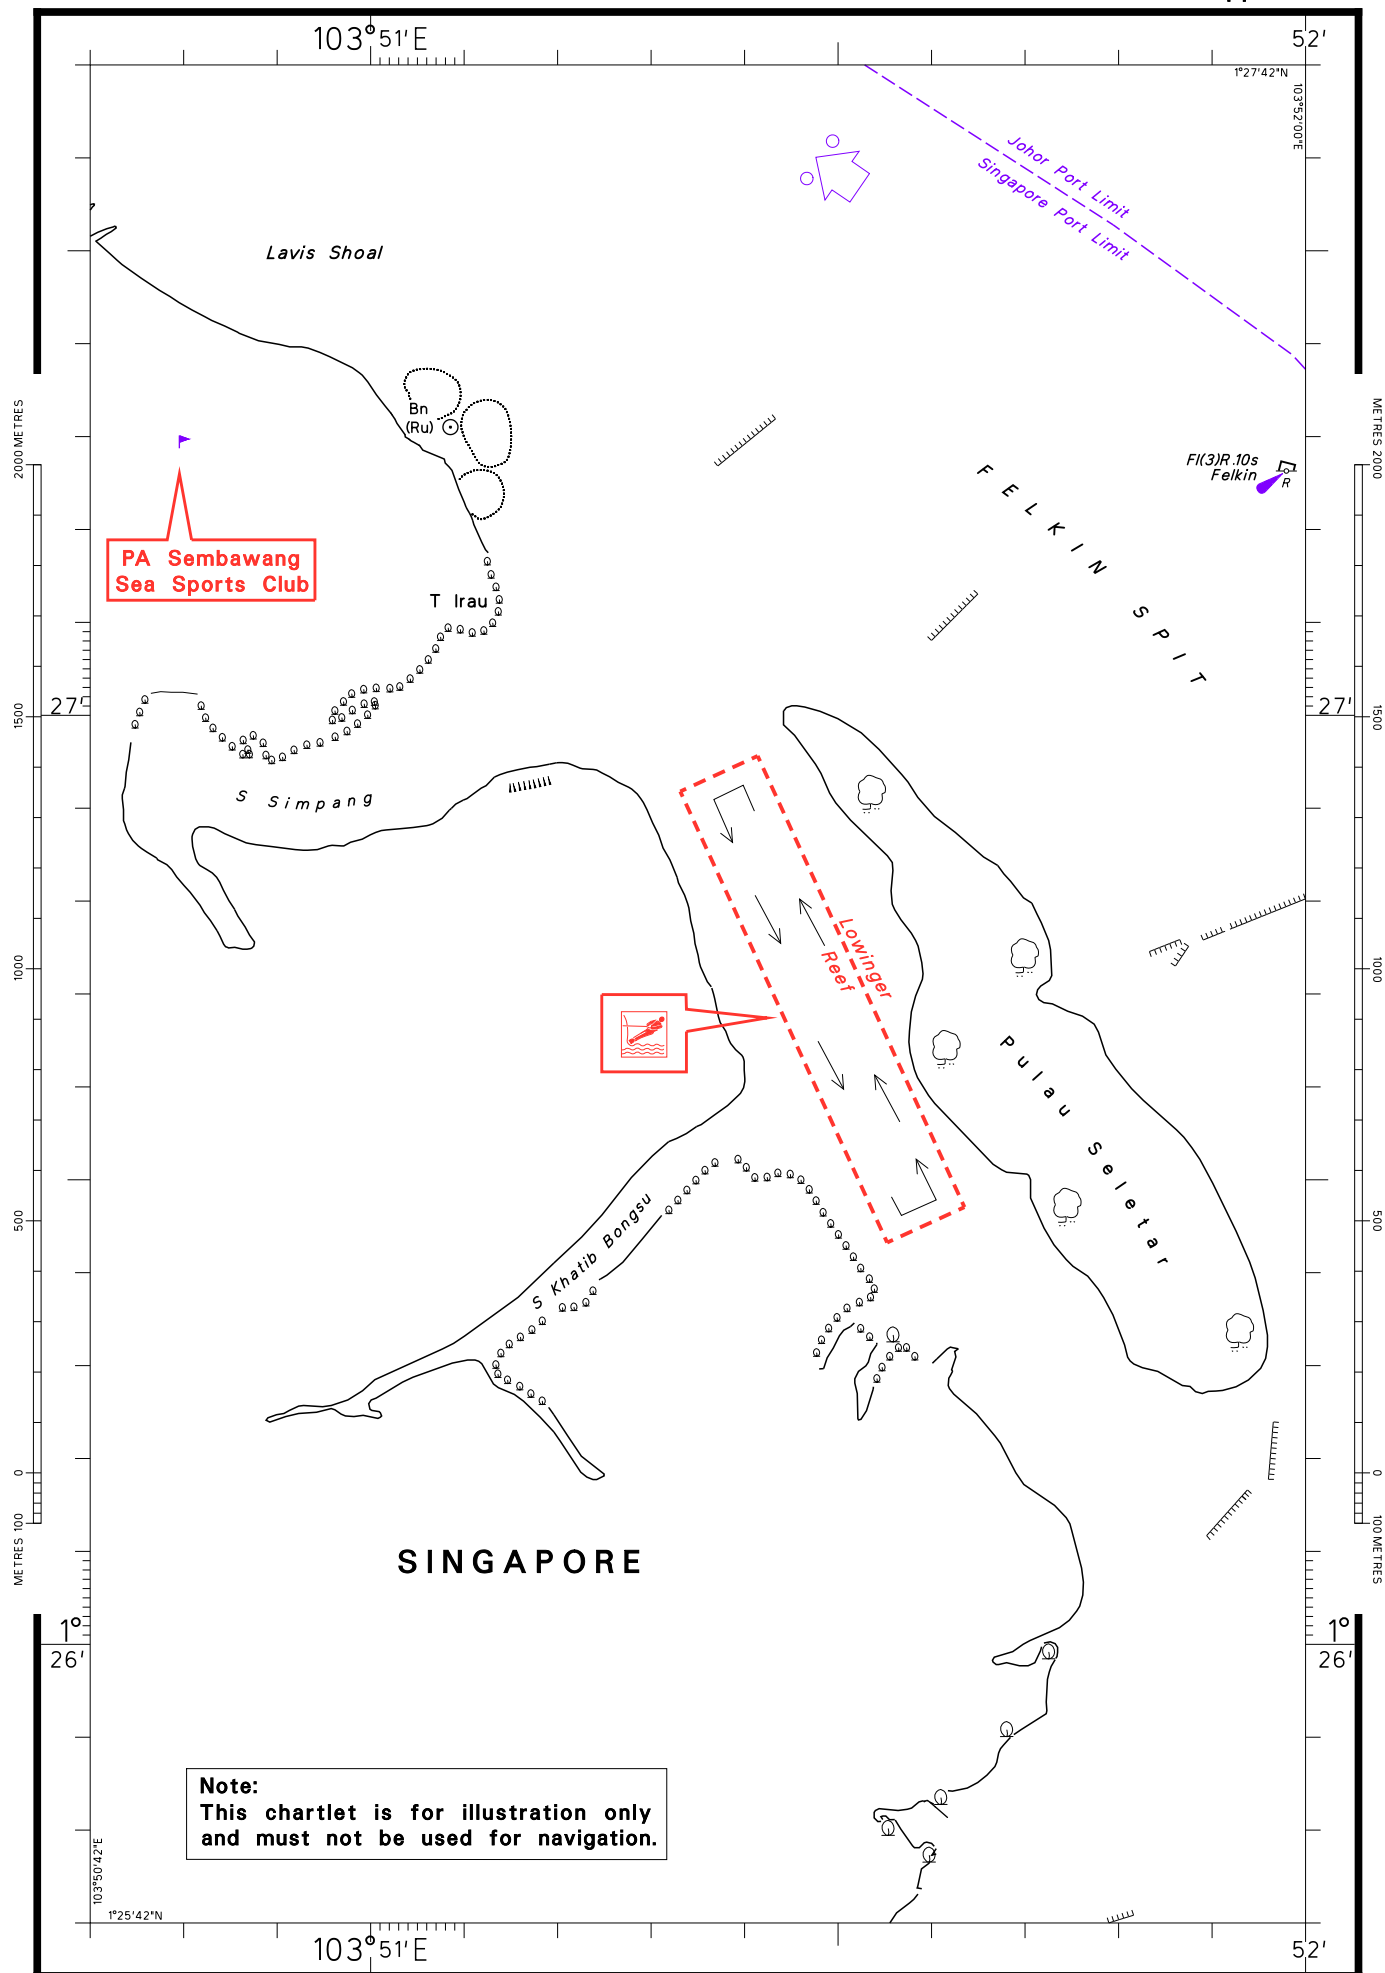 103°51'E
52'
1°27'42"N
103°52'00"E
Johor Port Limit
Singapore Port Limit
Lavis Shoal
Bn
(Ru)
2000 METRES
METRES 2000
Fl(3)R.10s
Felkin
R
FELKIN SPIT
PA Sembawang
Sea Sports Club
T Irau
27'
27'
1500
1500
S Simpang
Lowinger
Reef
1000
1000
Pulau Seletar
500
500
S Khatib Bongsu
0
0
METRES 100
100 METRES
SINGAPORE
1°
26'
1°
26'
Note:
This chartlet is for illustration only
and must not be used for navigation.
103°50'42"E
1°25'42"N
103°51'E
52'